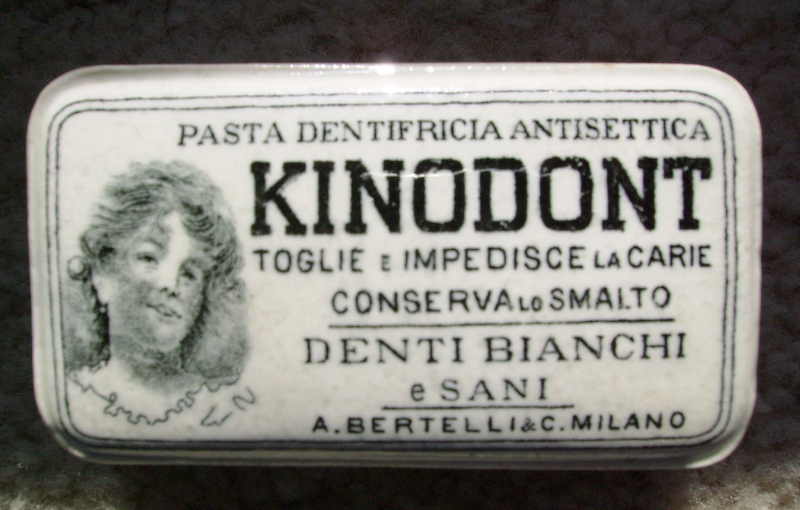 PASTA DENTIFRICIA ANTISETTICA
KINODONT
TOGLIE E IMPEDISCE LA CARIE
CONSERVA LO SMALTO
DENTI BIANCHI
e SANI
A. BERTELLI & C. MILANO